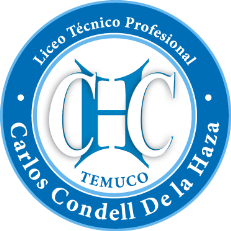 Liceo Técnico Profesional
CHC
TEMUCO
• Carlos Condell De la Haza •